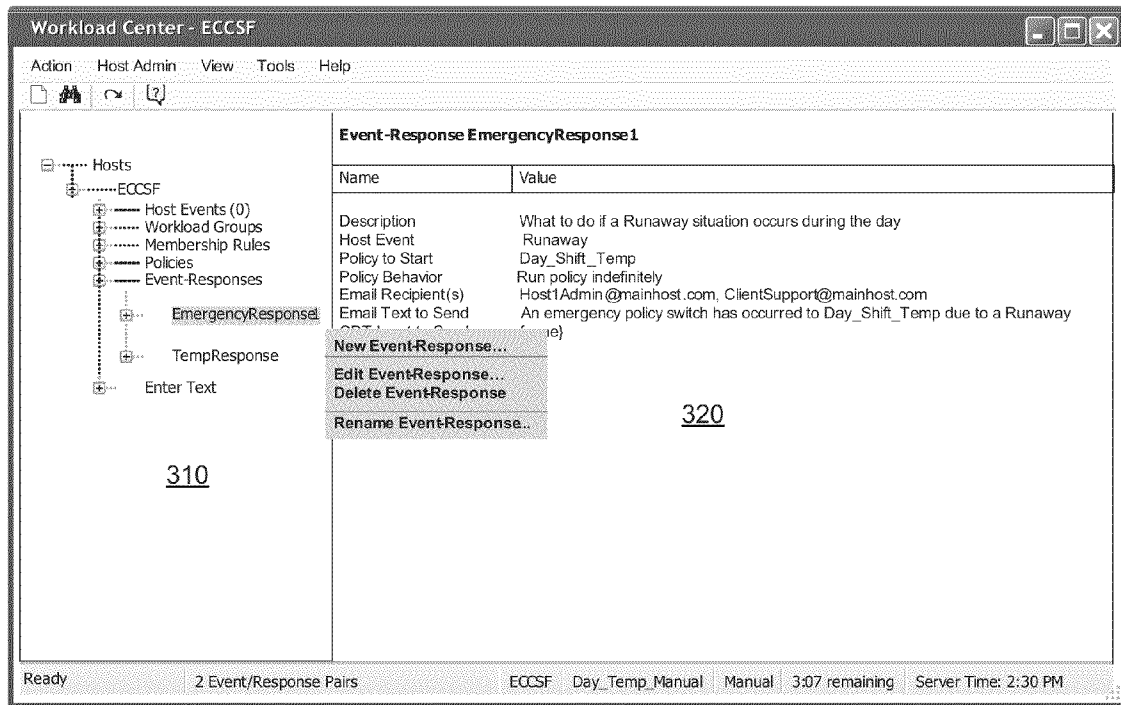 Workload Center - ECCSF
Action Host Admin View Tools Help
Event-Response EmergencyResponse1
Name Value
Hosts
ECCSF
Host Events (0)
Workload Groups
Membership Rules
Policies
Event-Responses
EmergencyResponse1
TempResponse
Enter Text
Description What to do if a Runaway situation occurs during the day
Host Event Runaway
Policy to Start Day_Shift_Temp
Policy Behavior Run policy indefinitely
Email Recipient(s) Host1Admin@mainhost.com, ClientSupport@mainhost.com
Email Text to Send An emergency policy switch has occurred to Day_Shift_Temp due to a Runaway
New Event-Response...
Edit Event-Response...
Delete Event-Response
Rename Event-Response..
310
320
Ready 2 Event/Response Pairs ECCSF Day_Temp_Manual Manual 3:07 remaining Server Time: 2:30 PM